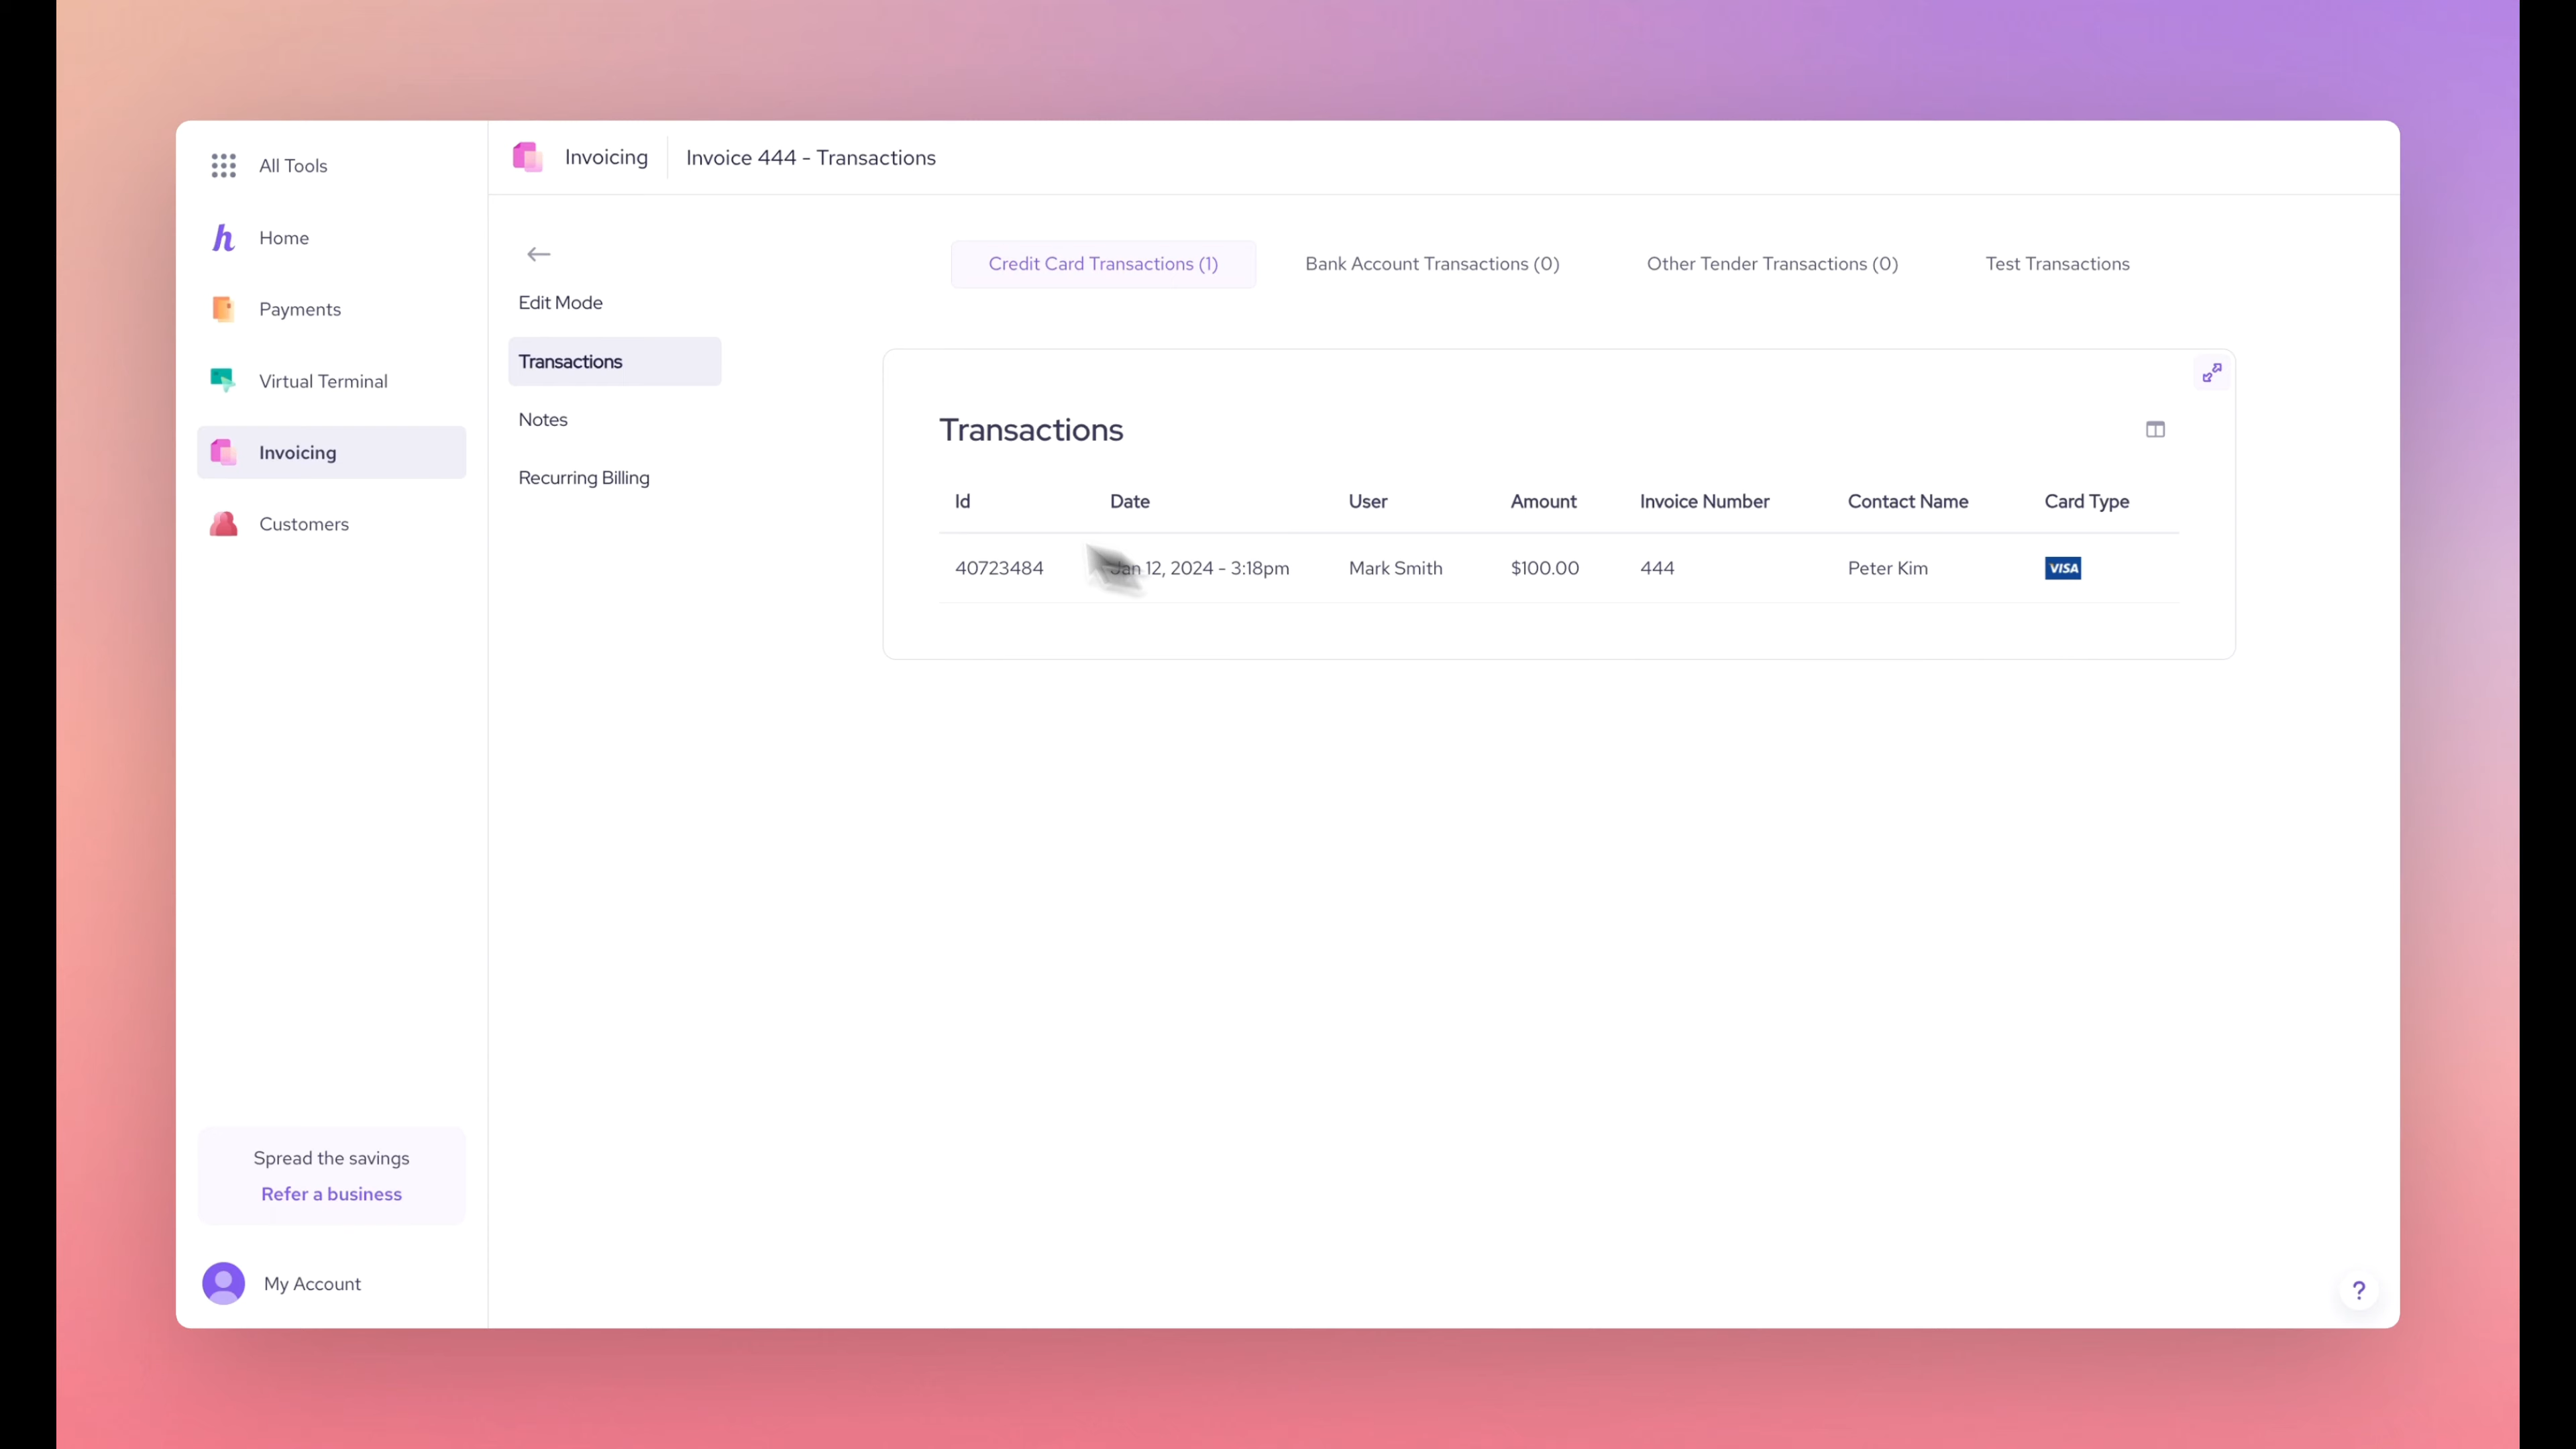 All Tools
Home
Payments
Virtual Terminal
Invoicing
Customers
Spread the savings
Refer a business
My Account
Invoicing
Invoice 444 - Transactions
Edit Mode
Transactions
Notes
Recurring Billing
Credit Card Transactions (1)
Bank Account Transactions (0)
Other Tender Transactions (0)
Test Transactions
Transactions
Id Date User Amount Invoice Number Contact Name Card Type
40723484 Jan 12, 2024 - 3:18pm Mark Smith $100.00 444 Peter Kim VISA
?